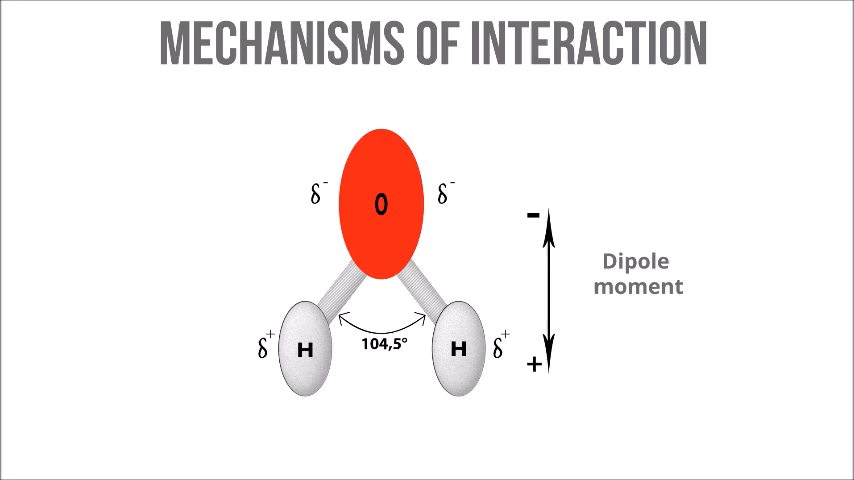 MECHANISMS OF INTERACTION
δ-
O
δ-
-
Dipole
moment
δ+
H
104,5°
H
δ+
+